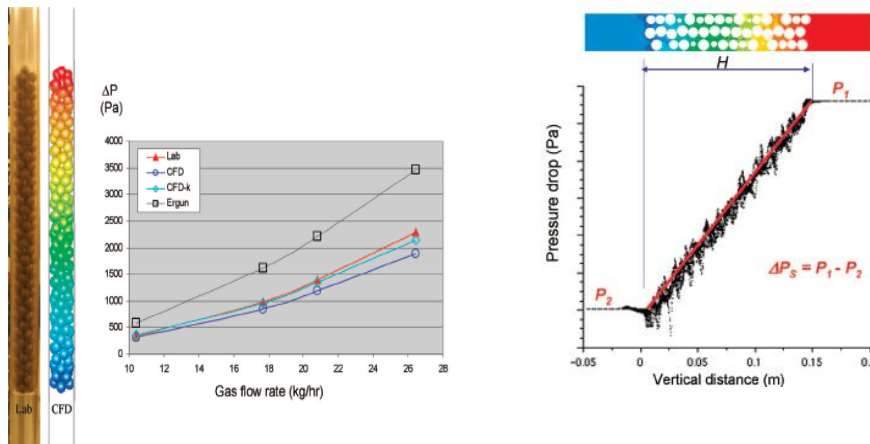 Lab
CFD
ΔP
(Pa)
4000
3500
3000
2500
2000
1500
1000
500
0
Lab
CFD
CFD-k
Ergun
10 12 14 16 18 20 22 24 26 28
Gas flow rate (kg/hr)
H
P1
Pressure drop (Pa)
ΔPS = P1 - P2
P2
-0.05 0 0.05 0.1 0.15 0.2
Vertical distance (m)